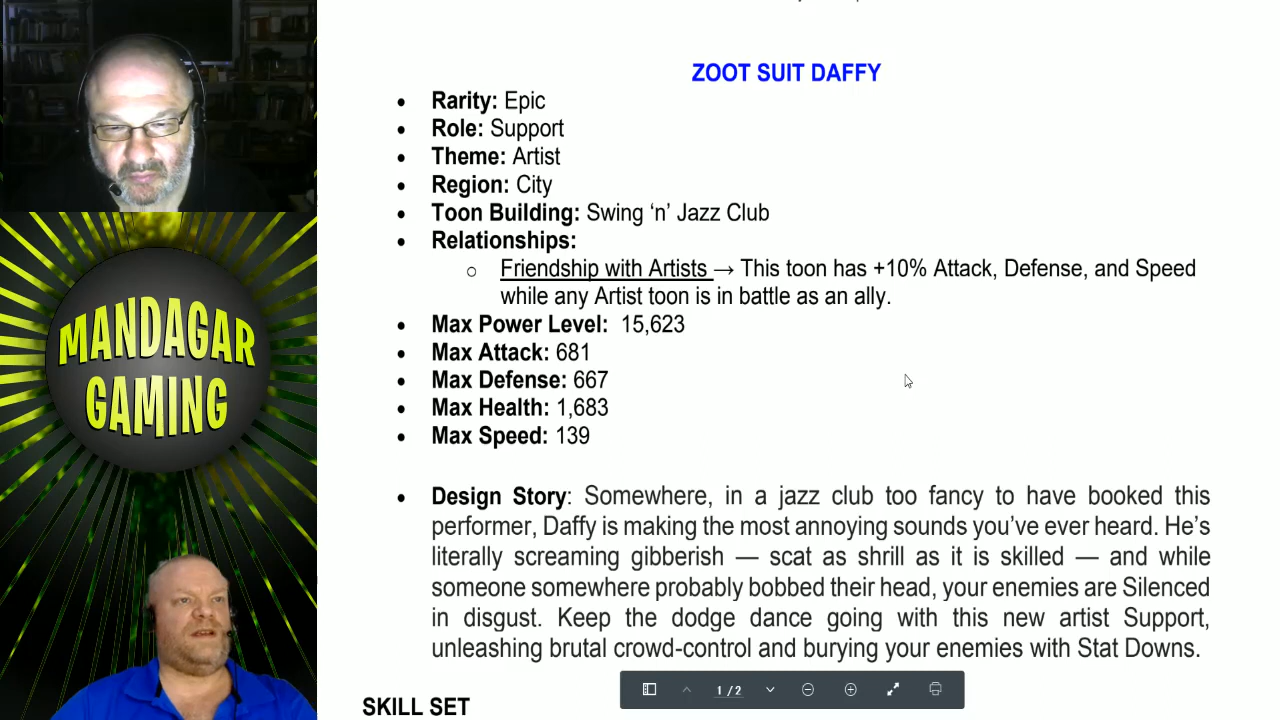 ZOOT SUIT DAFFY
• Rarity: Epic
• Role: Support
• Theme: Artist
• Region: City
• Toon Building: Swing ‘n’ Jazz Club
• Relationships:
o Friendship with Artists → This toon has +10% Attack, Defense, and Speed
while any Artist toon is in battle as an ally.
• Max Power Level: 15,623
• Max Attack: 681
• Max Defense: 667
• Max Health: 1,683
• Max Speed: 139
• Design Story: Somewhere, in a jazz club too fancy to have booked this
performer, Daffy is making the most annoying sounds you’ve ever heard. He’s
literally screaming gibberish — scat as shrill as it is skilled — and while
someone somewhere probably bobbed their head, your enemies are Silenced
in disgust. Keep the dodge dance going with this new artist Support,
unleashing brutal crowd-control and burying your enemies with Stat Downs.
SKILL SET
1 / 2
MANDAGAR
GAMING